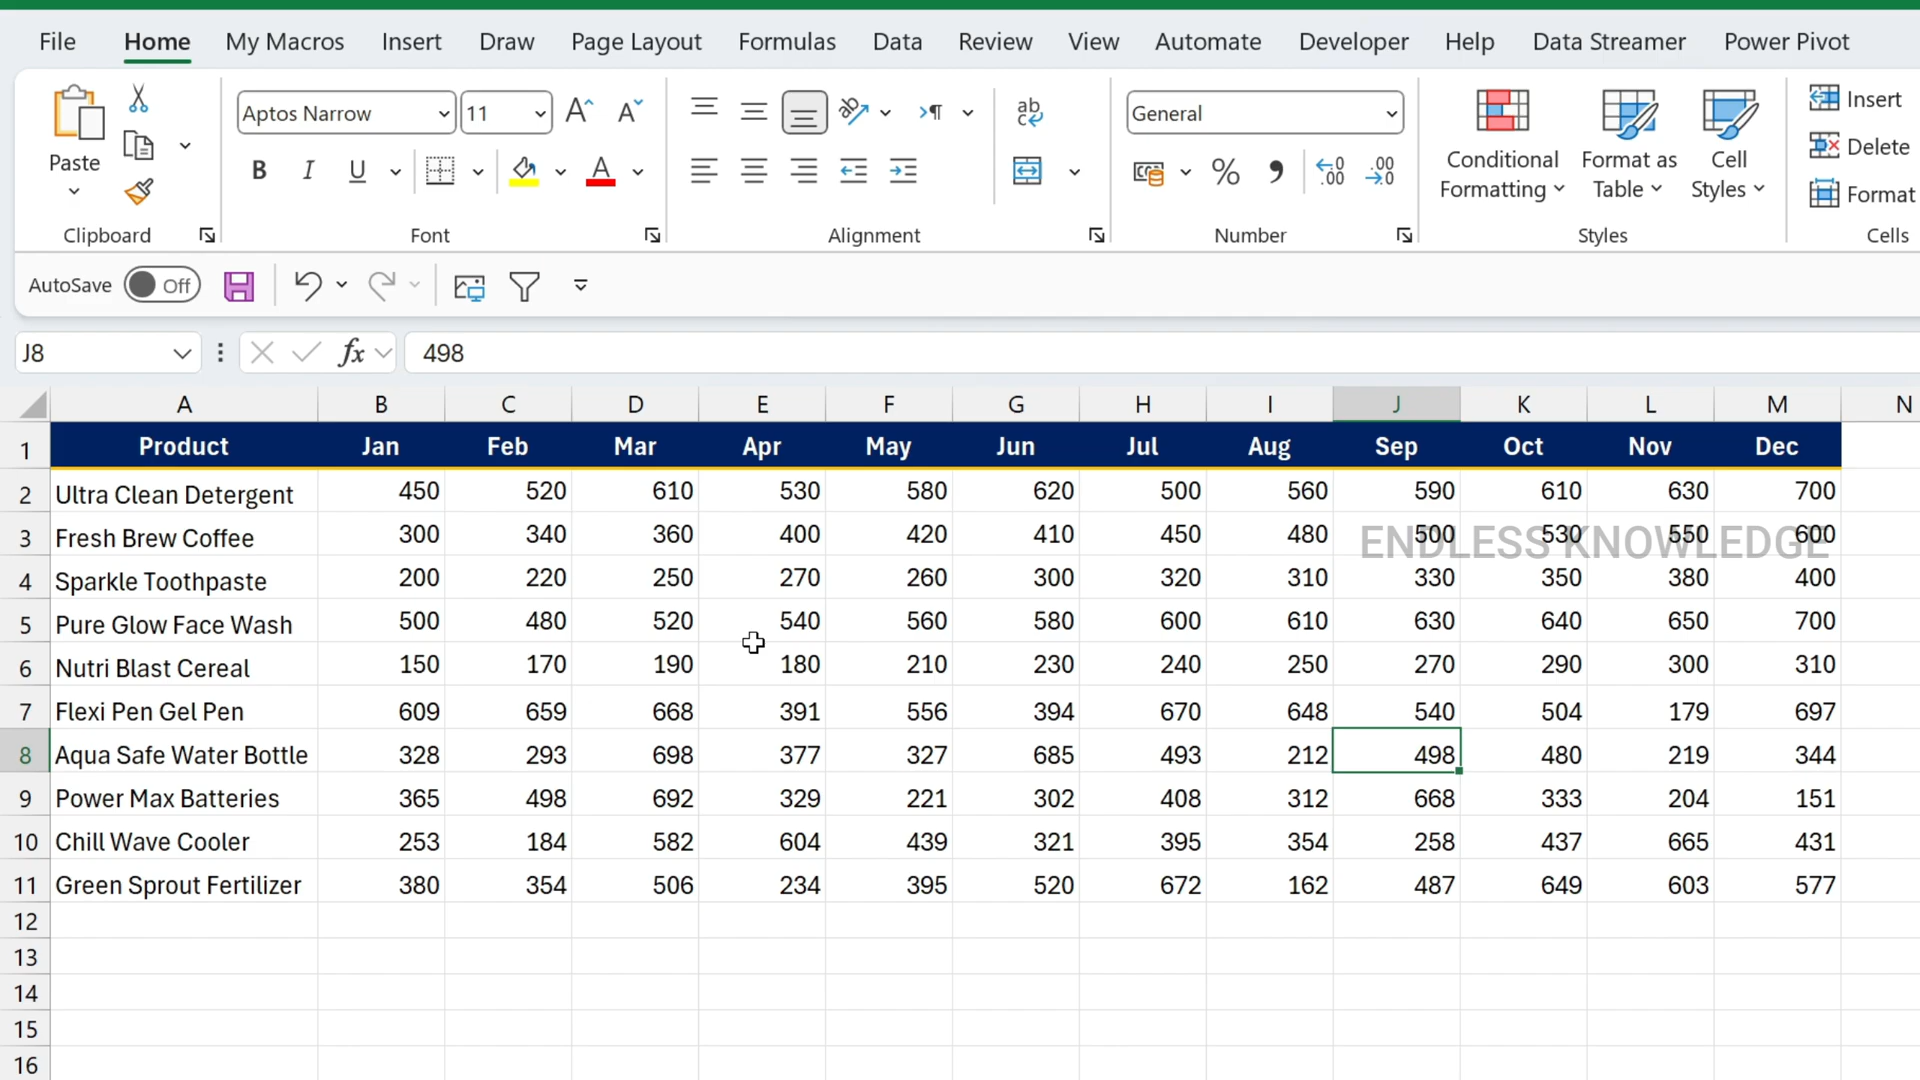 File Home My Macros Insert Draw Page Layout Formulas Data Review View Automate Developer Help Data Streamer Power Pivot
Paste
Aptos Narrow 11
B I U A
ab
General
% 9 .00 .00
Conditional Formatting
Format as Table
Cell Styles
Insert
Delete
Format
Clipboard Font Alignment Number Styles Cells
AutoSave Off
J8 fx 498
A B C D E F G H I J K L M N
1 Product Jan Feb Mar Apr May Jun Jul Aug Sep Oct Nov Dec
2 Ultra Clean Detergent 450 520 610 530 580 620 500 560 590 610 630 700
3 Fresh Brew Coffee 300 340 360 400 420 410 450 480 500 530 550 600
ENDLESS KNOWLEDGE
4 Sparkle Toothpaste 200 220 250 270 260 300 320 310 330 350 380 400
5 Pure Glow Face Wash 500 480 520 540 560 580 600 610 630 640 650 700
6 Nutri Blast Cereal 150 170 190 180 210 230 240 250 270 290 300 310
7 Flexi Pen Gel Pen 609 659 668 391 556 394 670 648 540 504 179 697
8 Aqua Safe Water Bottle 328 293 698 377 327 685 493 212 498 480 219 344
9 Power Max Batteries 365 498 692 329 221 302 408 312 668 333 204 151
10 Chill Wave Cooler 253 184 582 604 439 321 395 354 258 437 665 431
11 Green Sprout Fertilizer 380 354 506 234 395 520 672 162 487 649 603 577
12
13
14
15
16